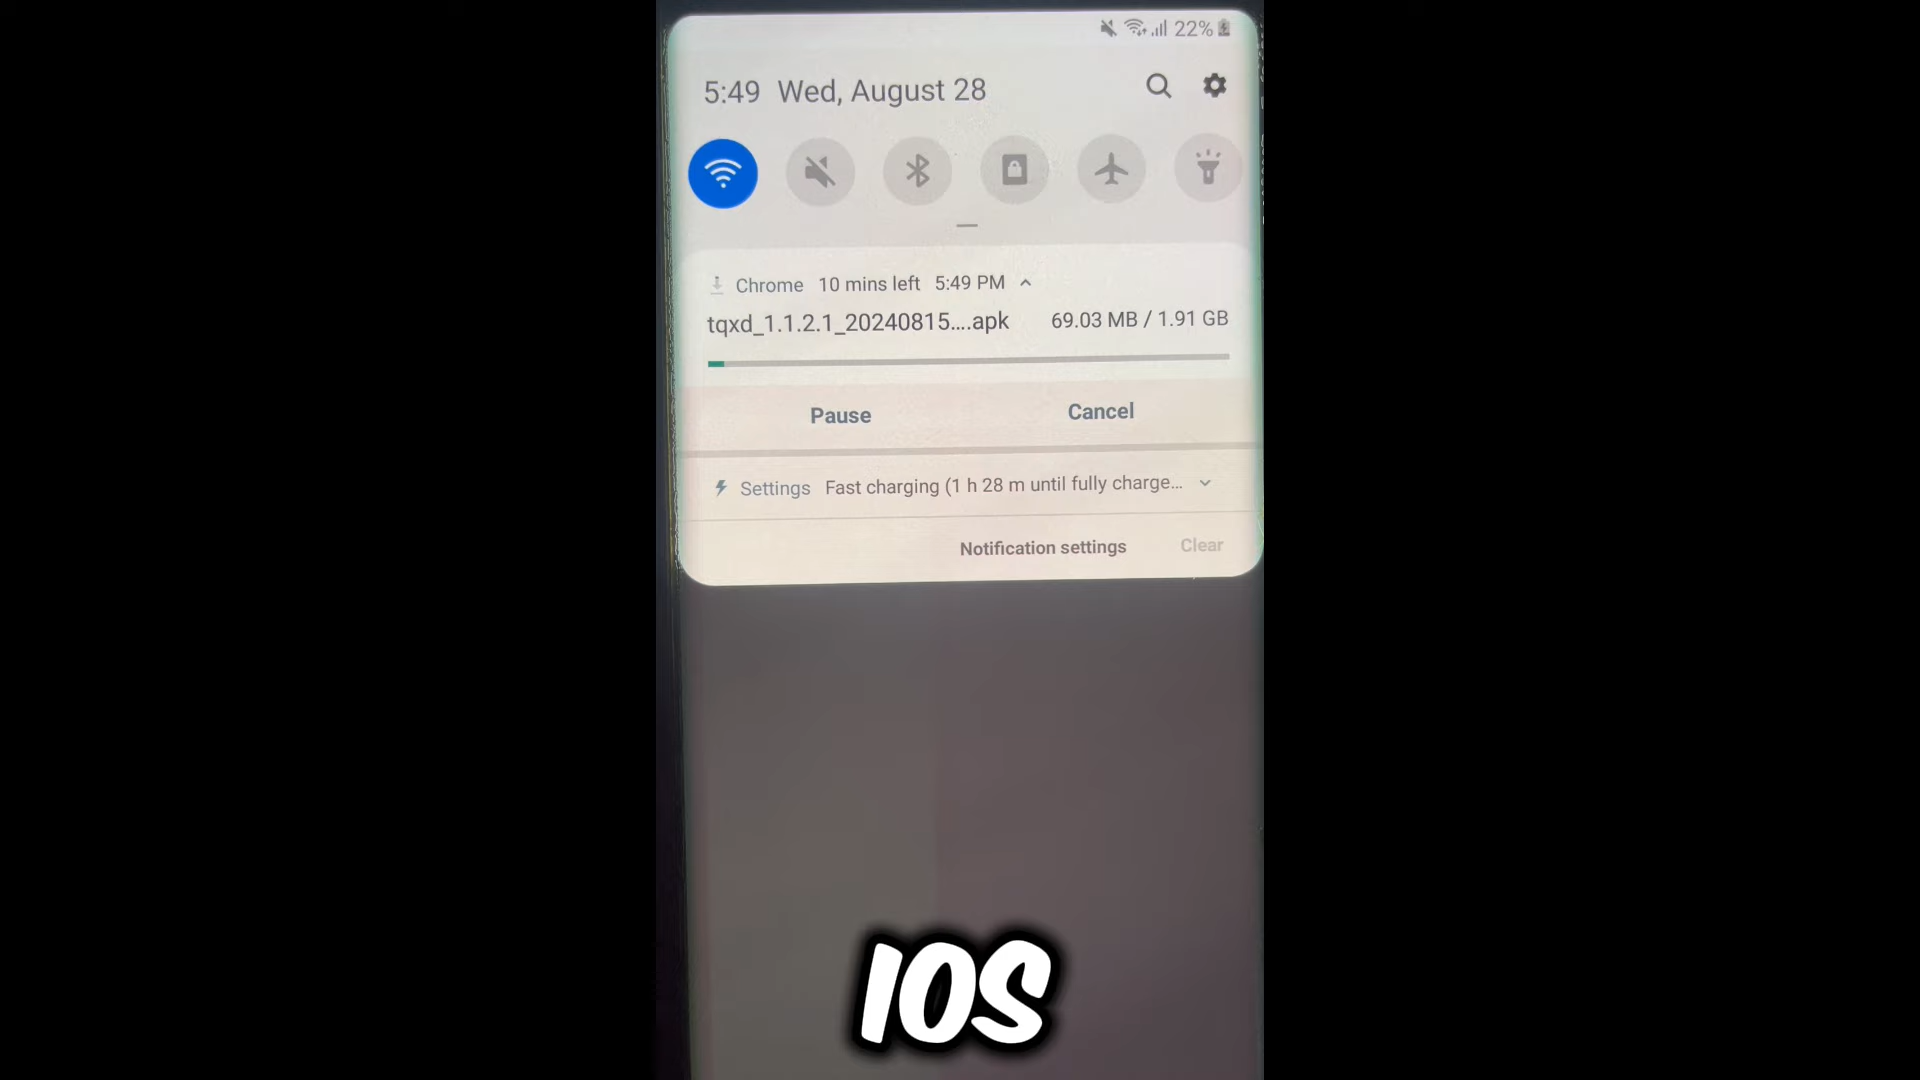 22%
5:49 Wed, August 28
Chrome 10 mins left 5:49 PM
tqxd_1.1.2.1_20240815....apk 69.03 MB / 1.91 GB
Pause Cancel
Settings Fast charging (1 h 28 m until fully charge...
Notification settings Clear
IOS